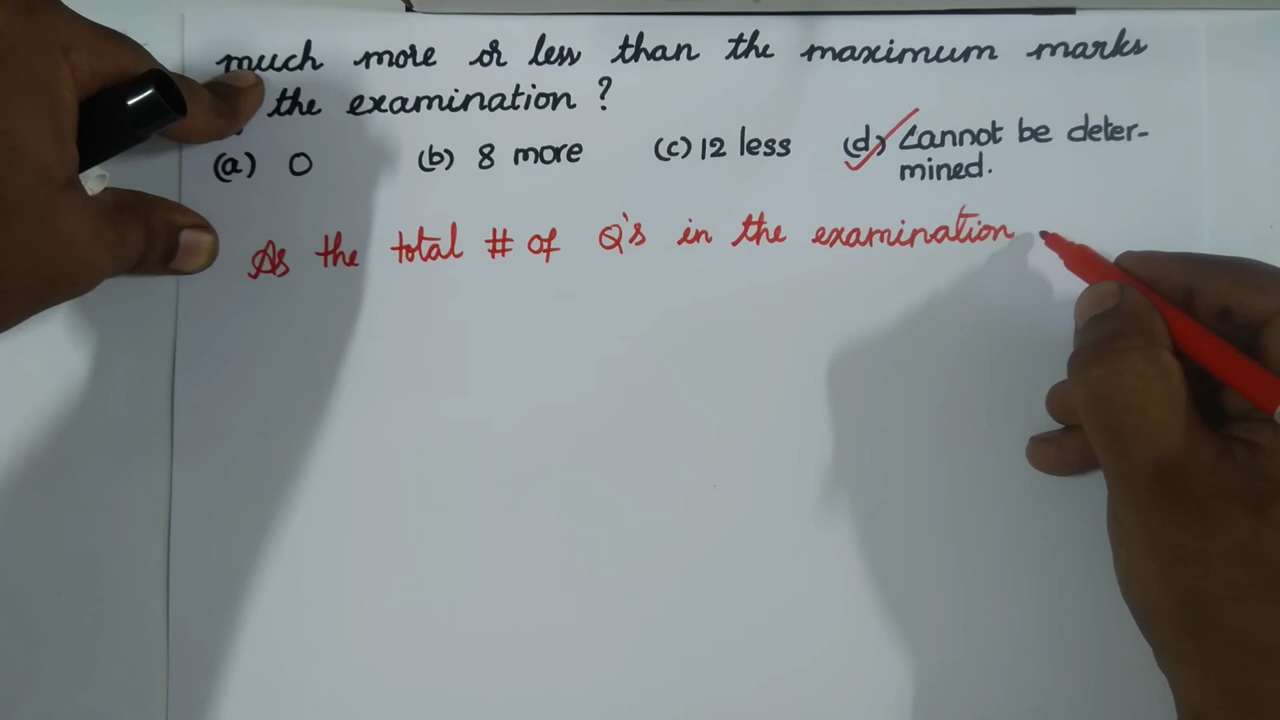 much more or less than the maximum marks
the examination ?
(a) 0 (b) 8 more (c) 12 less (d) Cannot be deter-
mined.
As the total # of Q's in the examination